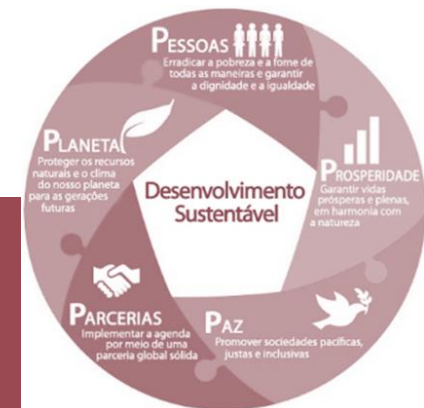 PESSOAS
Erradicar a pobreza e a fome de
todas as maneiras e garantir
a dignidade e a igualdade
PLANETA
Proteger os recursos
naturais e o clima
do nosso planeta
para as gerações
futuras
PROSPERIDADE
Garantir vidas
prósperas e plenas,
em harmonia com
a natureza
Desenvolvimento
Sustentável
PARCERIAS
Implementar a agenda
por meio de uma
parceria global sólida
PAZ
Promover sociedades pacíficas,
justas e inclusivas